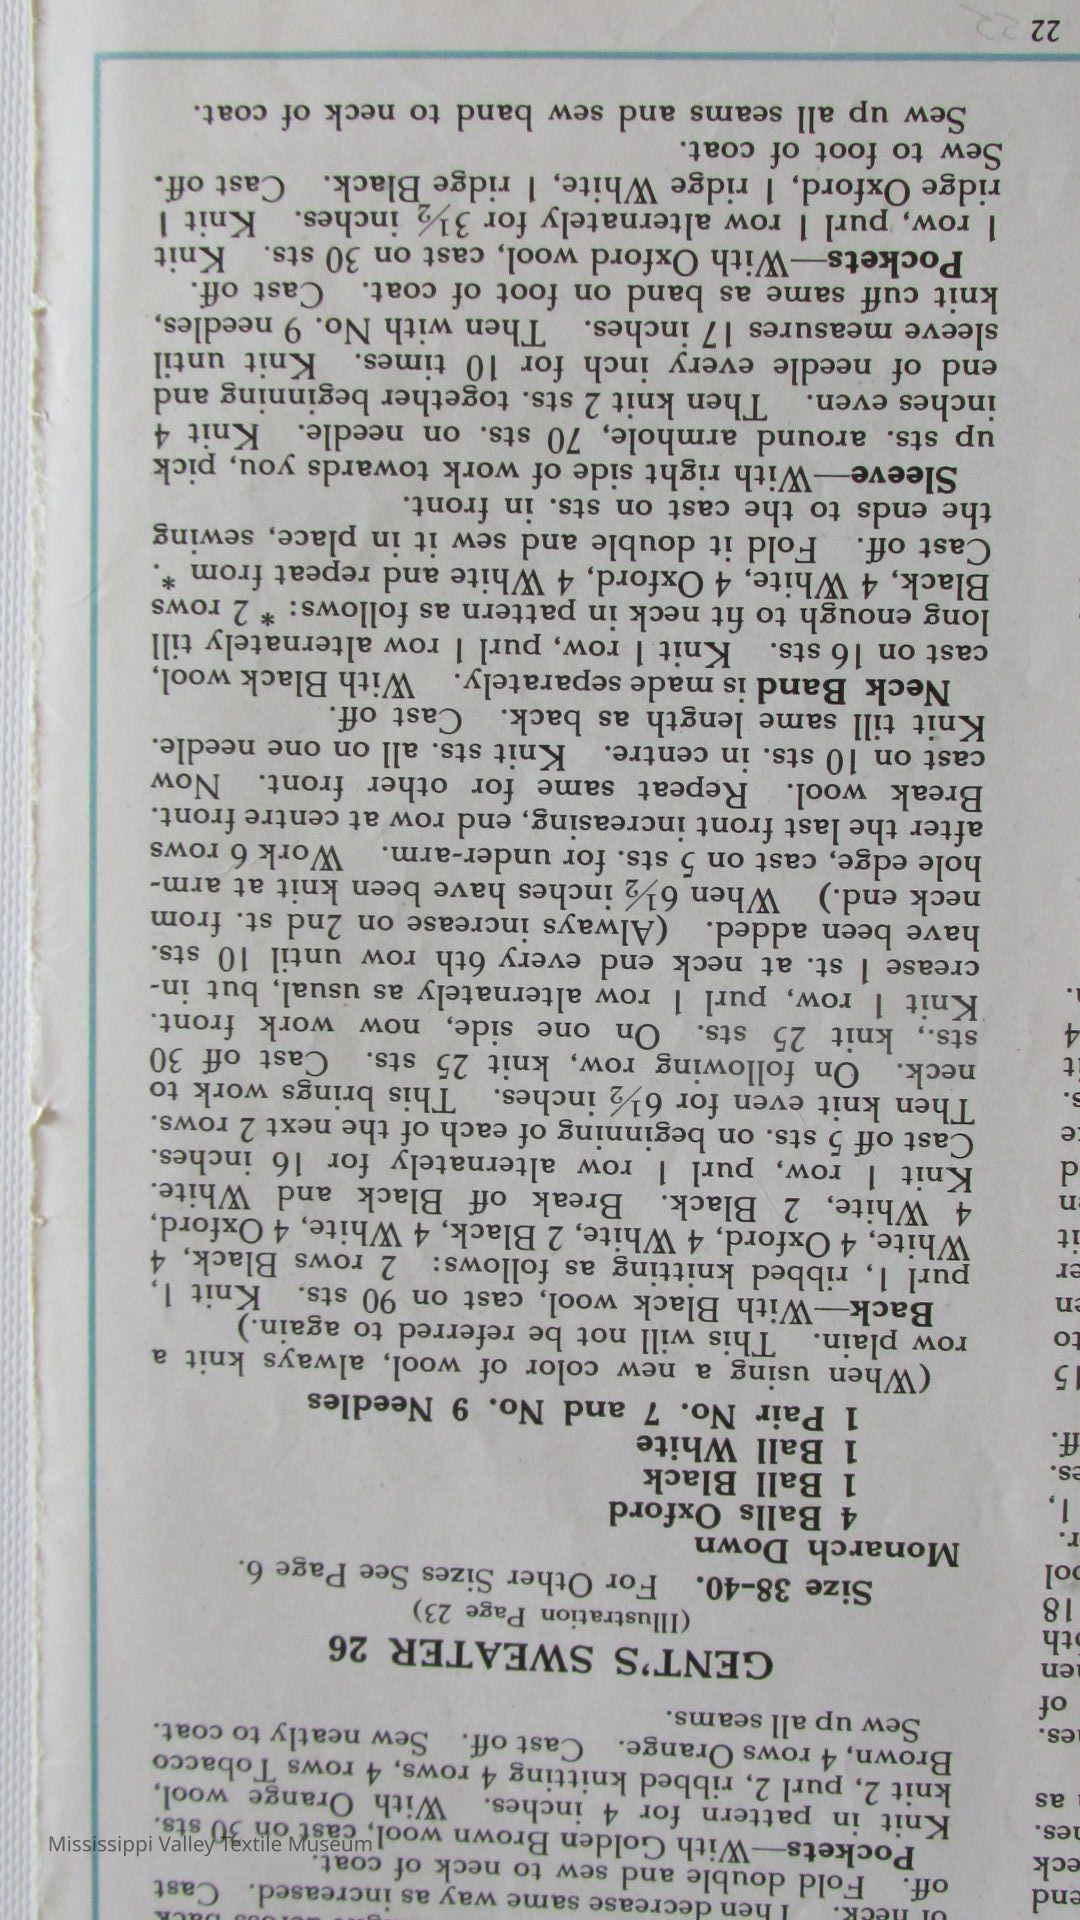 of neck. Then decrease same way as increased. Cast
off. Fold double and sew to neck of coat.
Pockets—With Golden Brown wool, cast on 30 sts.
Knit in pattern for 4 inches. With Orange wool,
knit 2, purl 2, ribbed knitting 4 rows, 4 rows Tobacco
Brown, 4 rows Orange. Cast off. Sew neatly to coat.
Sew up all seams.
GENT'S SWEATER 26
(Illustration Page 23)
Size 38-40. For Other Sizes See Page 6.
Monarch Down
4 Balls Oxford
1 Ball Black
1 Ball White
1 Pair No. 7 and No. 9 Needles
(When using a new color of wool, always knit a
row plain. This will not be referred to again.)
Back—With Black wool, cast on 90 sts. Knit 1,
purl 1, ribbed knitting as follows: 2 rows Black, 4
White, 4 Oxford, 4 White, 2 Black, 4 White, 4 Oxford,
4 White, 2 Black. Break off Black and White.
Knit 1 row, purl 1 row alternately for 16 inches.
Cast off 5 sts. on beginning of each of the next 2 rows.
Then knit even for 6½ inches. This brings work to
neck. On following row, knit 25 sts. Cast off 30
sts., knit 25 sts. On one side, now work front.
Knit 1 row, purl 1 row alternately as usual, but in-
crease 1 st. at neck end every 6th row until 10 sts.
have been added. (Always increase on 2nd st. from
neck end.) When 6½ inches have been knit at arm-
hole edge, cast on 5 sts. for under-arm. Work 6 rows
after the last front increasing, end row at centre front.
Break wool. Repeat same for other front. Now
cast on 10 sts. in centre. Knit sts. all on one needle.
Knit till same length as back. Cast off.
Neck Band is made separately. With Black wool,
cast on 16 sts. Knit 1 row, purl 1 row alternately till
long enough to fit neck in pattern as follows: * 2 rows
Black, 4 White, 4 Oxford, 4 White and repeat from *.
Cast off. Fold it double and sew it in place, sewing
the ends to the cast on sts. in front.
Sleeve—With right side of work towards you, pick
up sts. around armhole, 70 sts. on needle. Knit 4
inches even. Then knit 2 sts. together beginning and
end of needle every inch for 10 times. Knit until
sleeve measures 17 inches. Then with No. 9 needles,
knit cuff same as band on foot of coat. Cast off.
Pockets—With Oxford wool, cast on 30 sts. Knit
1 row, purl 1 row alternately for 3½ inches. Knit 1
ridge Oxford, 1 ridge White, 1 ridge Black. Cast off.
Sew to foot of coat.
Sew up all seams and sew band to neck of coat.
22
Mississippi Valley Textile Museum